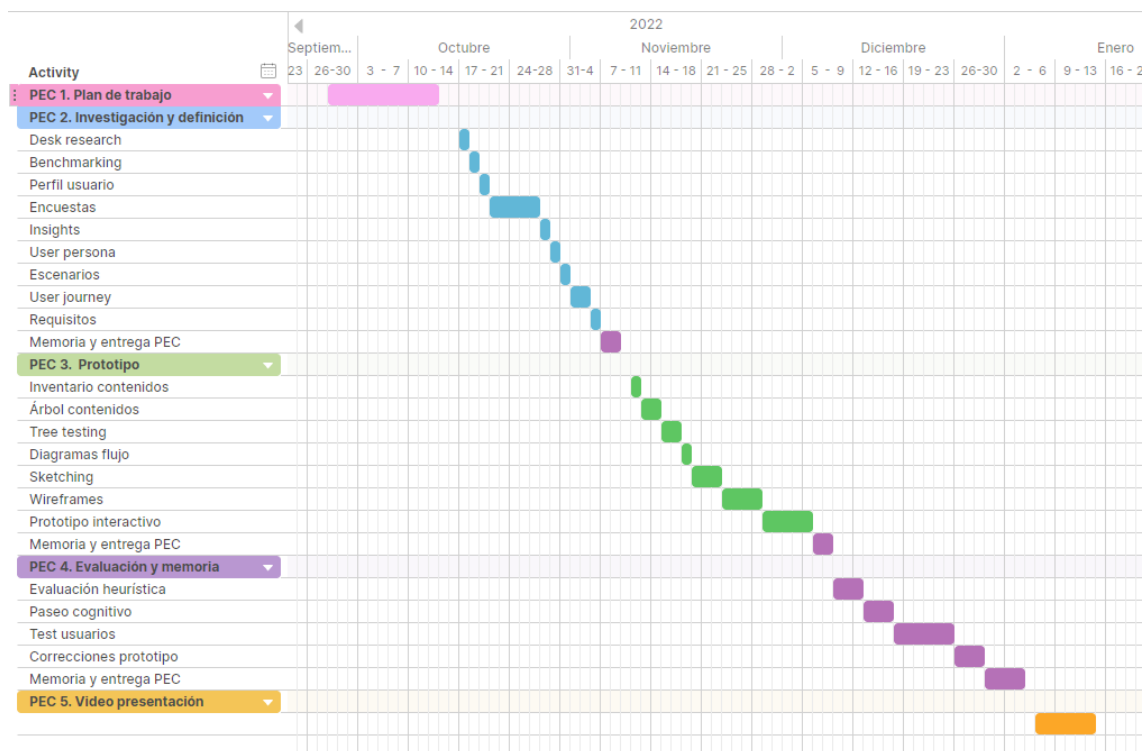 2022
Septiem... Octubre Noviembre Diciembre Enero
Activity 23 26-30 3 - 7 10 - 14 17 - 21 24-28 31-4 7 - 11 14 - 18 21 - 25 28 - 2 5 - 9 12 - 16 19 - 23 26-30 2 - 6 9 - 13 16 - 2
PEC 1. Plan de trabajo
PEC 2. Investigación y definición
Desk research
Benchmarking
Perfil usuario
Encuestas
Insights
User persona
Escenarios
User journey
Requisitos
Memoria y entrega PEC
PEC 3. Prototipo
Inventario contenidos
Árbol contenidos
Tree testing
Diagramas flujo
Sketching
Wireframes
Prototipo interactivo
Memoria y entrega PEC
PEC 4. Evaluación y memoria
Evaluación heurística
Paseo cognitivo
Test usuarios
Correcciones prototipo
Memoria y entrega PEC
PEC 5. Video presentación